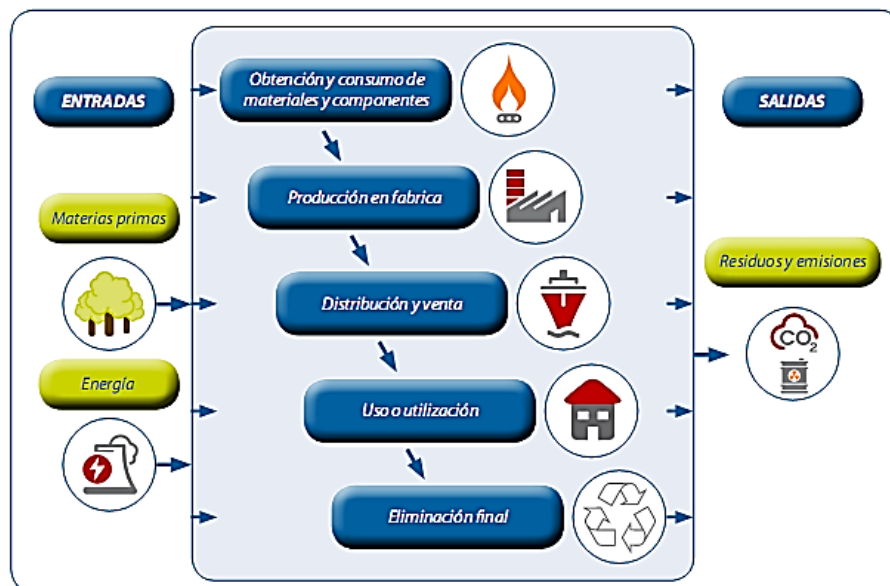 ENTRADAS
Obtención y consumo de
materiales y componentes
SALIDAS
Materias primas
Producción en fabrica
Residuos y emisiones
Distribución y venta
CO2
Energía
Uso o utilización
Eliminación final